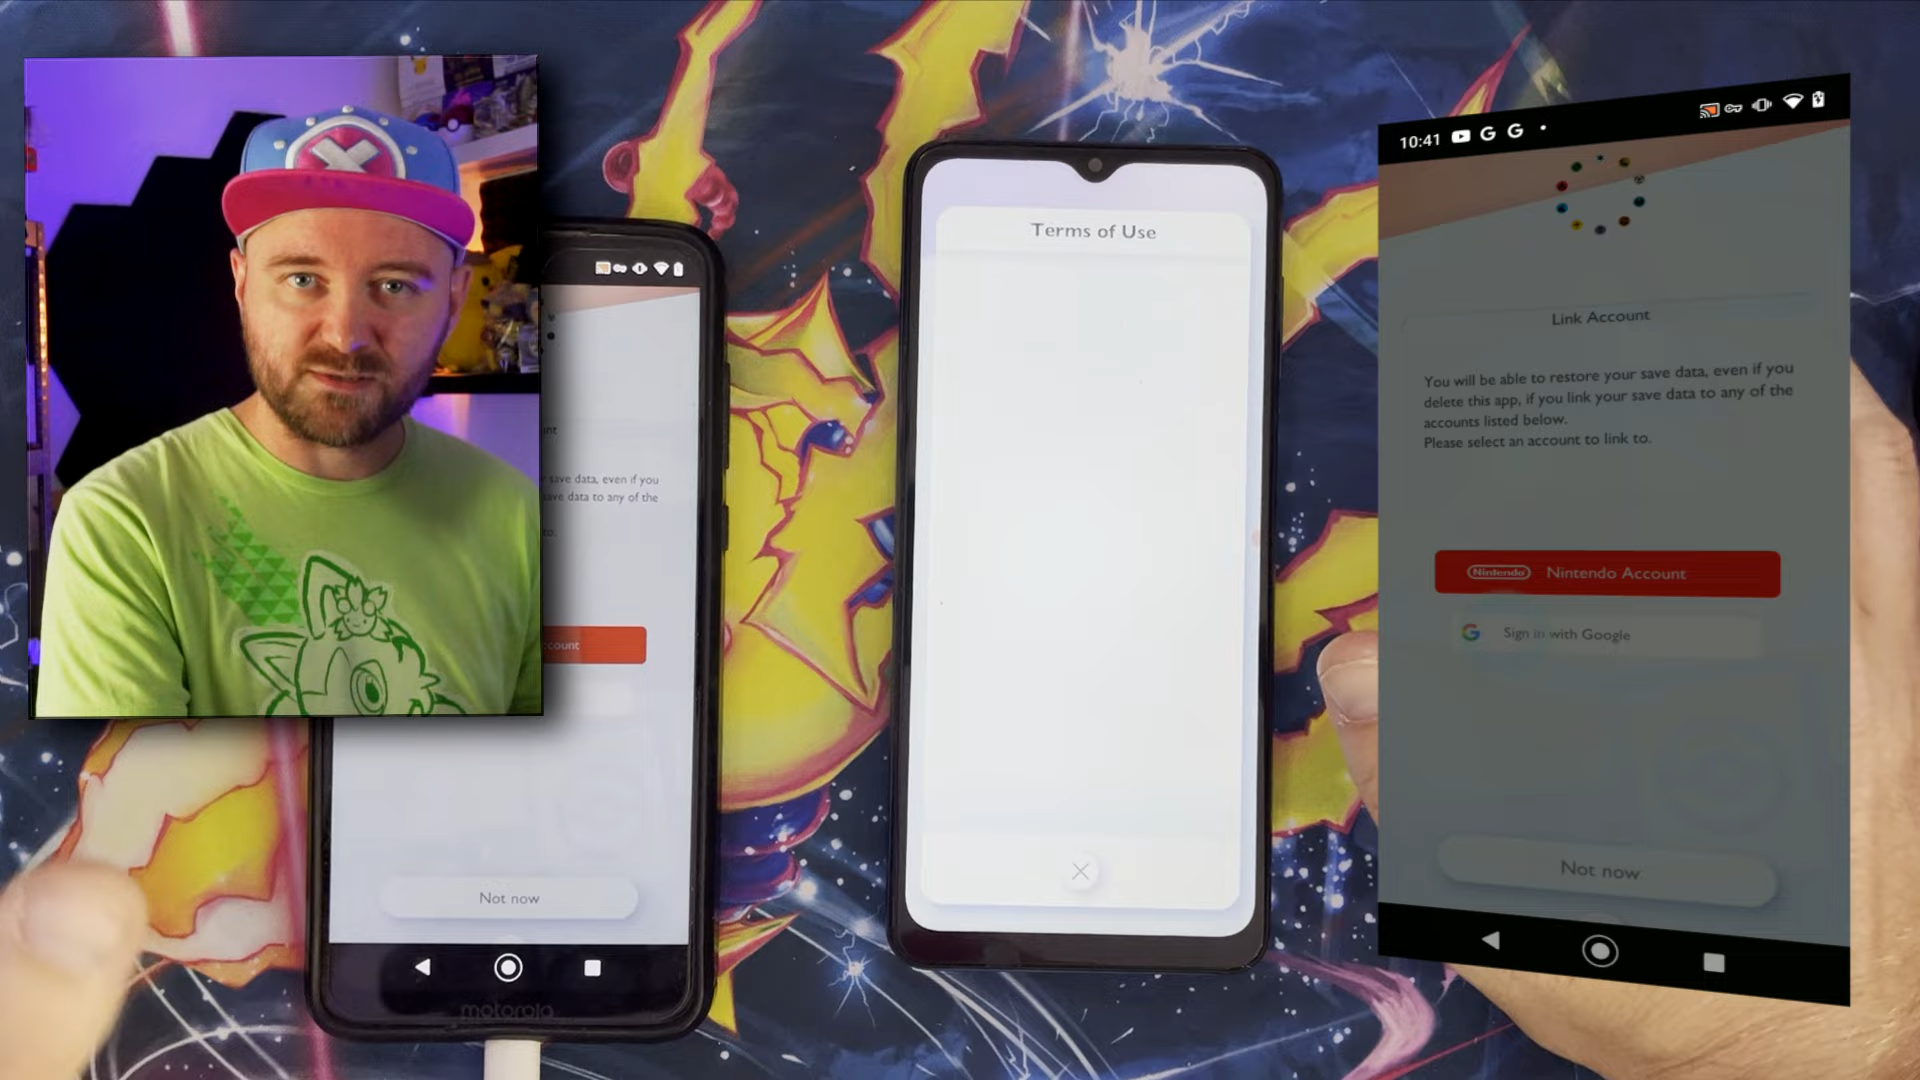 Terms of Use
10:41
Link Account
You will be able to restore your save data, even if you
delete this app, if you link your save data to any of the
accounts listed below.
Please select an account to link to.
Nintendo Nintendo Account
Sign in with Google
Not now
save data, even if you
save data to any of the
to.
Not now
motorola